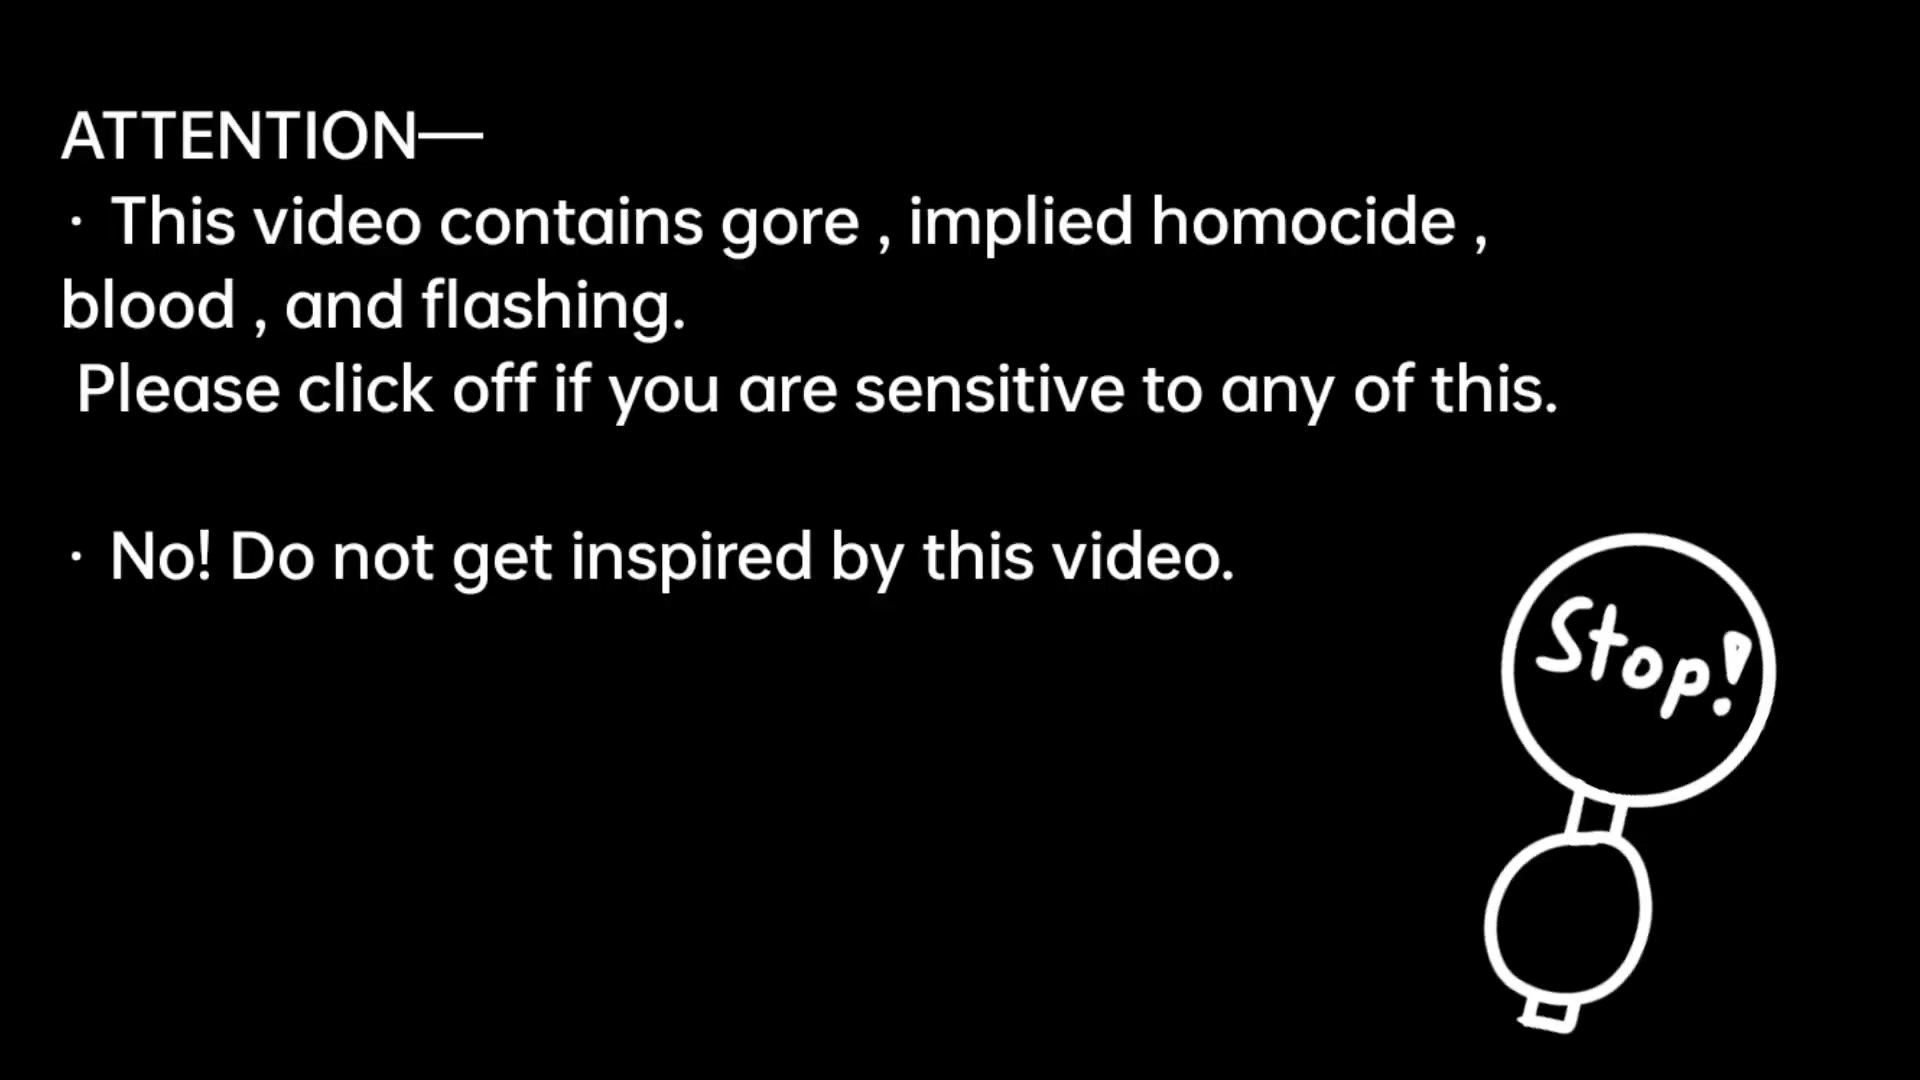 ATTENTION—
· This video contains gore , implied homocide ,
blood , and flashing.
Please click off if you are sensitive to any of this.
· No! Do not get inspired by this video.
Stop!